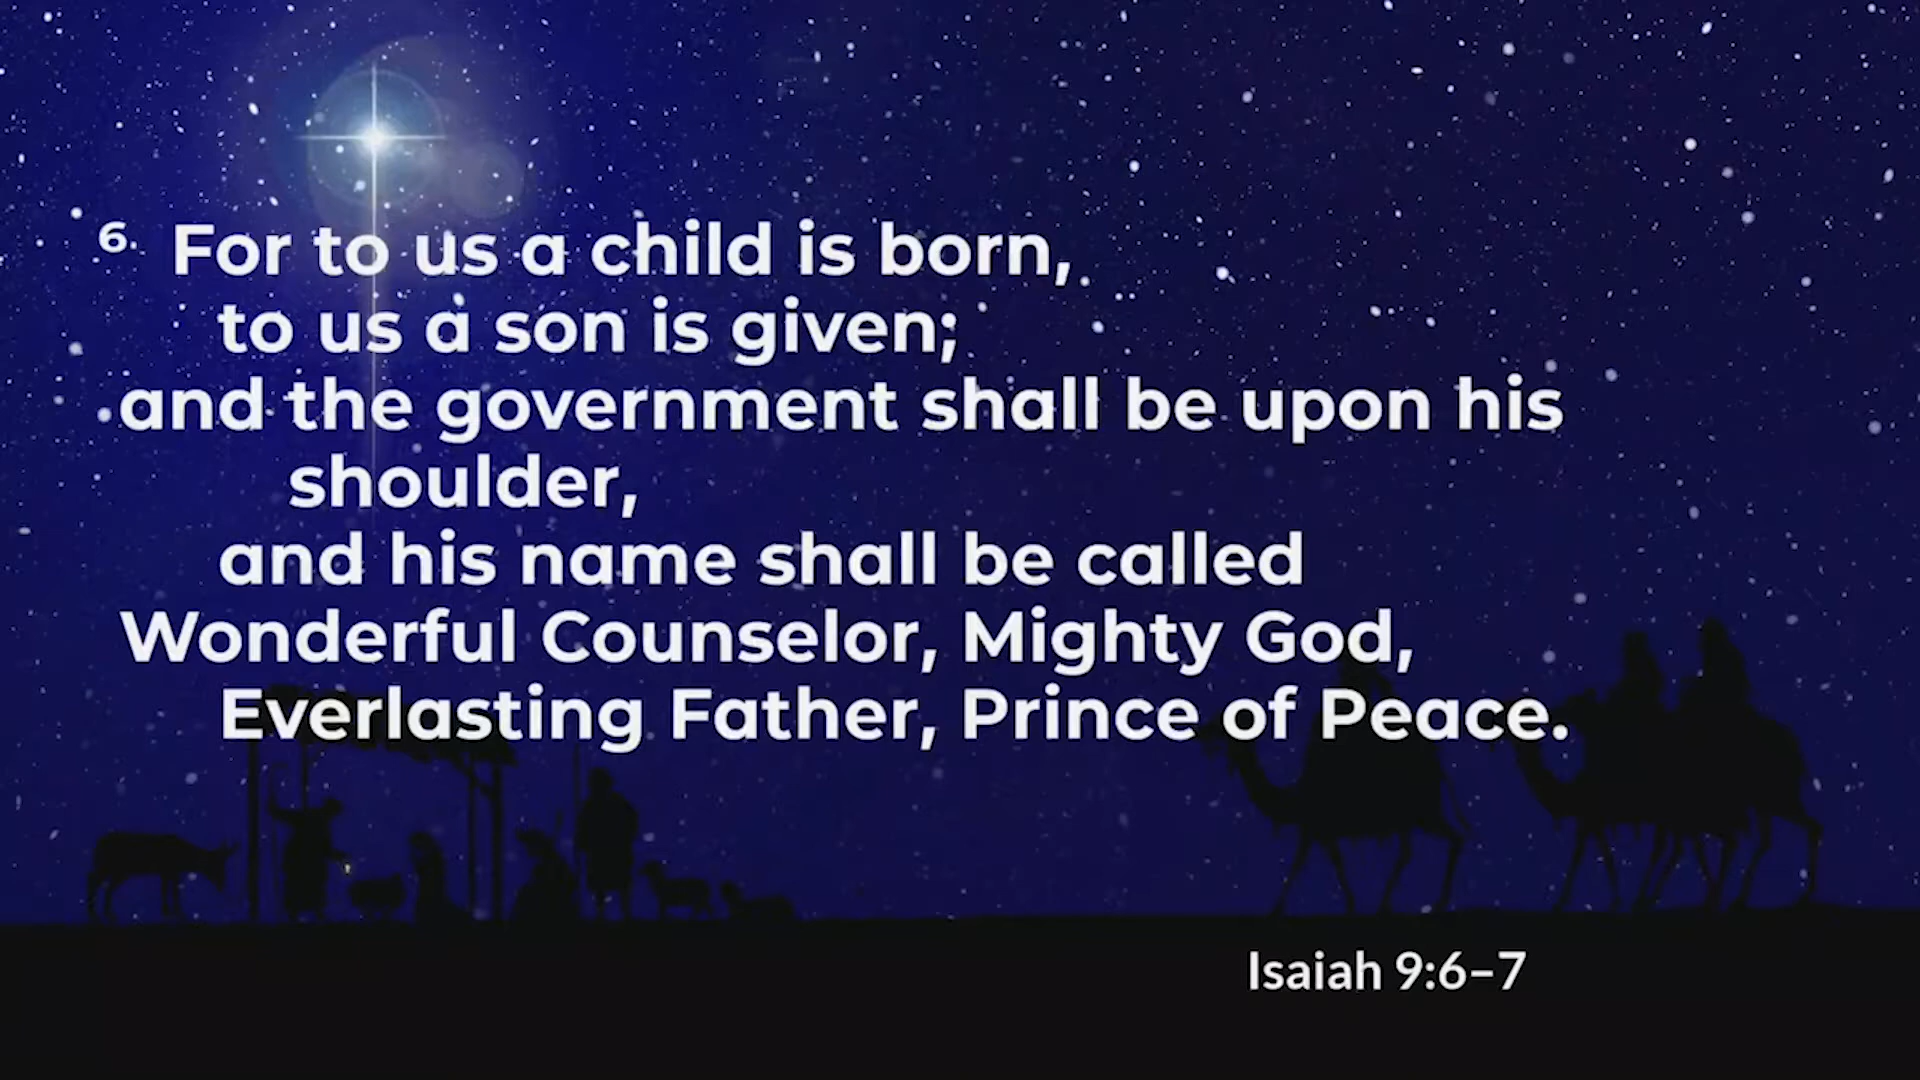 6. For to us a child is born,
to us a son is given;
and the government shall be upon his
shoulder,
and his name shall be called
Wonderful Counselor, Mighty God,
Everlasting Father, Prince of Peace.
Isaiah 9:6–7